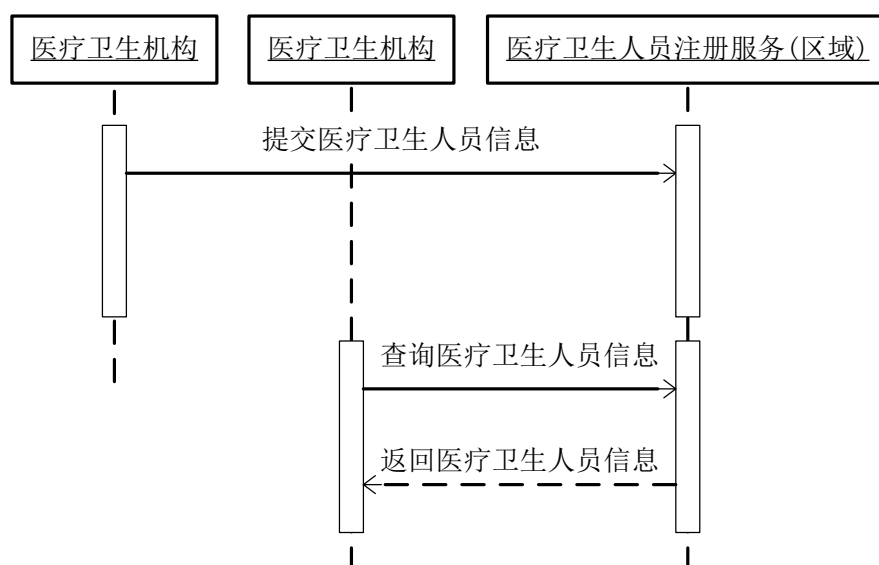 医疗卫生机构
医疗卫生机构
医疗卫生人员注册服务(区域)
提交医疗卫生人员信息
查询医疗卫生人员信息
返回医疗卫生人员信息